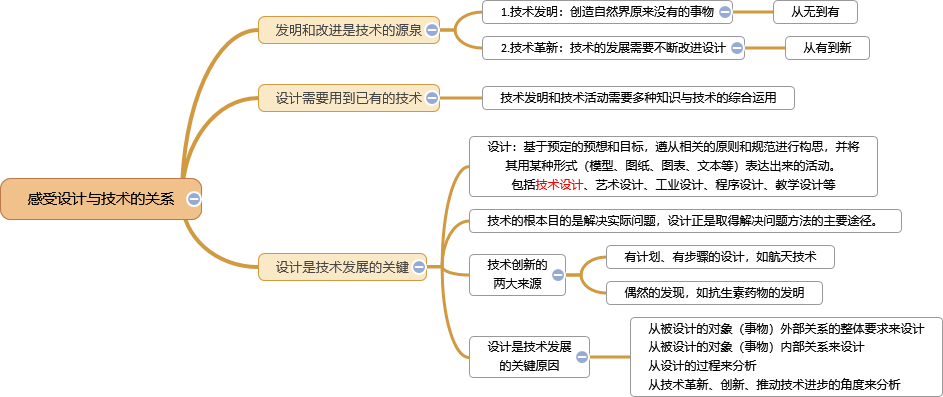 感受设计与技术的关系
发明和改进是技术的源泉
1.技术发明：创造自然界原来没有的事物
从无到有
2.技术革新：技术的发展需要不断改进设计
从有到新
设计需要用到已有的技术
技术发明和技术活动需要多种知识与技术的综合运用
设计是技术发展的关键
设计：基于预定的预想和目标，遵从相关的原则和规范进行构思，并将
其用某种形式（模型、图纸、图表、文本等）表达出来的活动。
包括技术设计、艺术设计、工业设计、程序设计、教学设计等
技术的根本目的是解决实际问题，设计正是取得解决问题方法的主要途径。
技术创新的
两大来源
有计划、有步骤的设计，如航天技术
偶然的发现，如抗生素药物的发明
设计是技术发展
的关键原因
从被设计的对象（事物）外部关系的整体要求来设计
从被设计的对象（事物）内部关系来设计
从设计的过程来分析
从技术革新、创新、推动技术进步的角度来分析